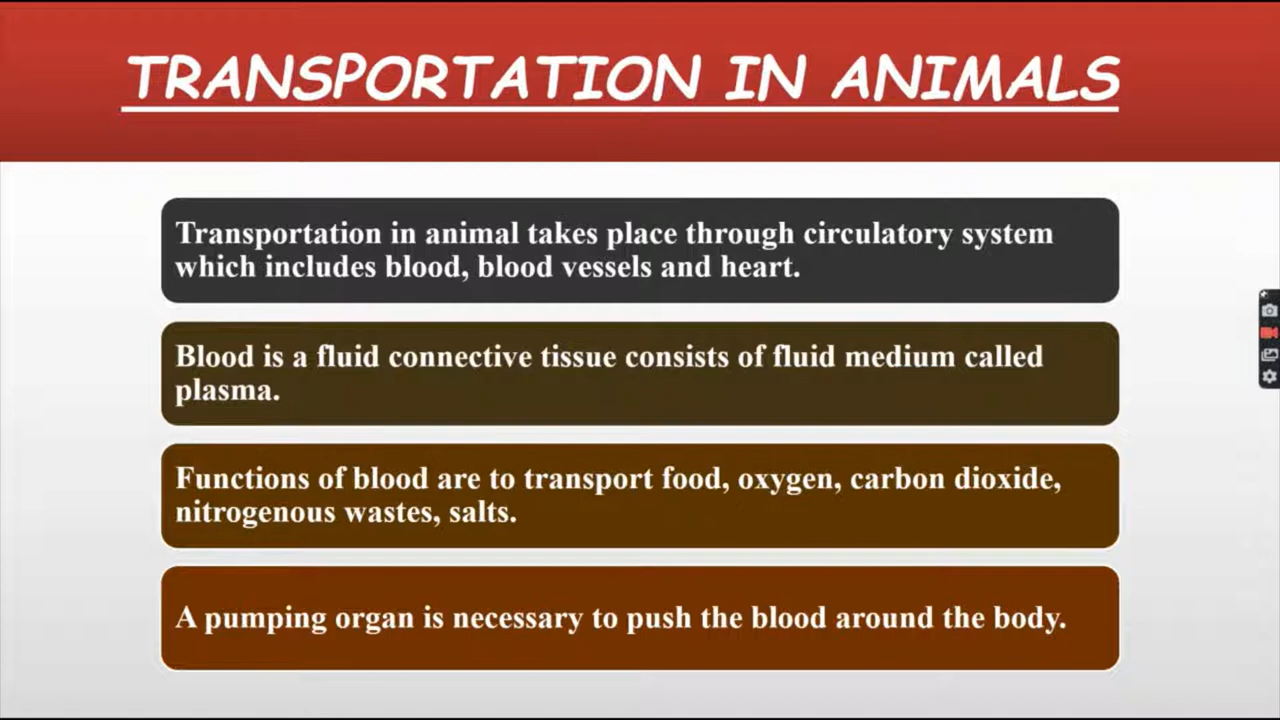 TRANSPORTATION IN ANIMALS
Transportation in animal takes place through circulatory system
which includes blood, blood vessels and heart.
Blood is a fluid connective tissue consists of fluid medium called
plasma.
Functions of blood are to transport food, oxygen, carbon dioxide,
nitrogenous wastes, salts.
A pumping organ is necessary to push the blood around the body.